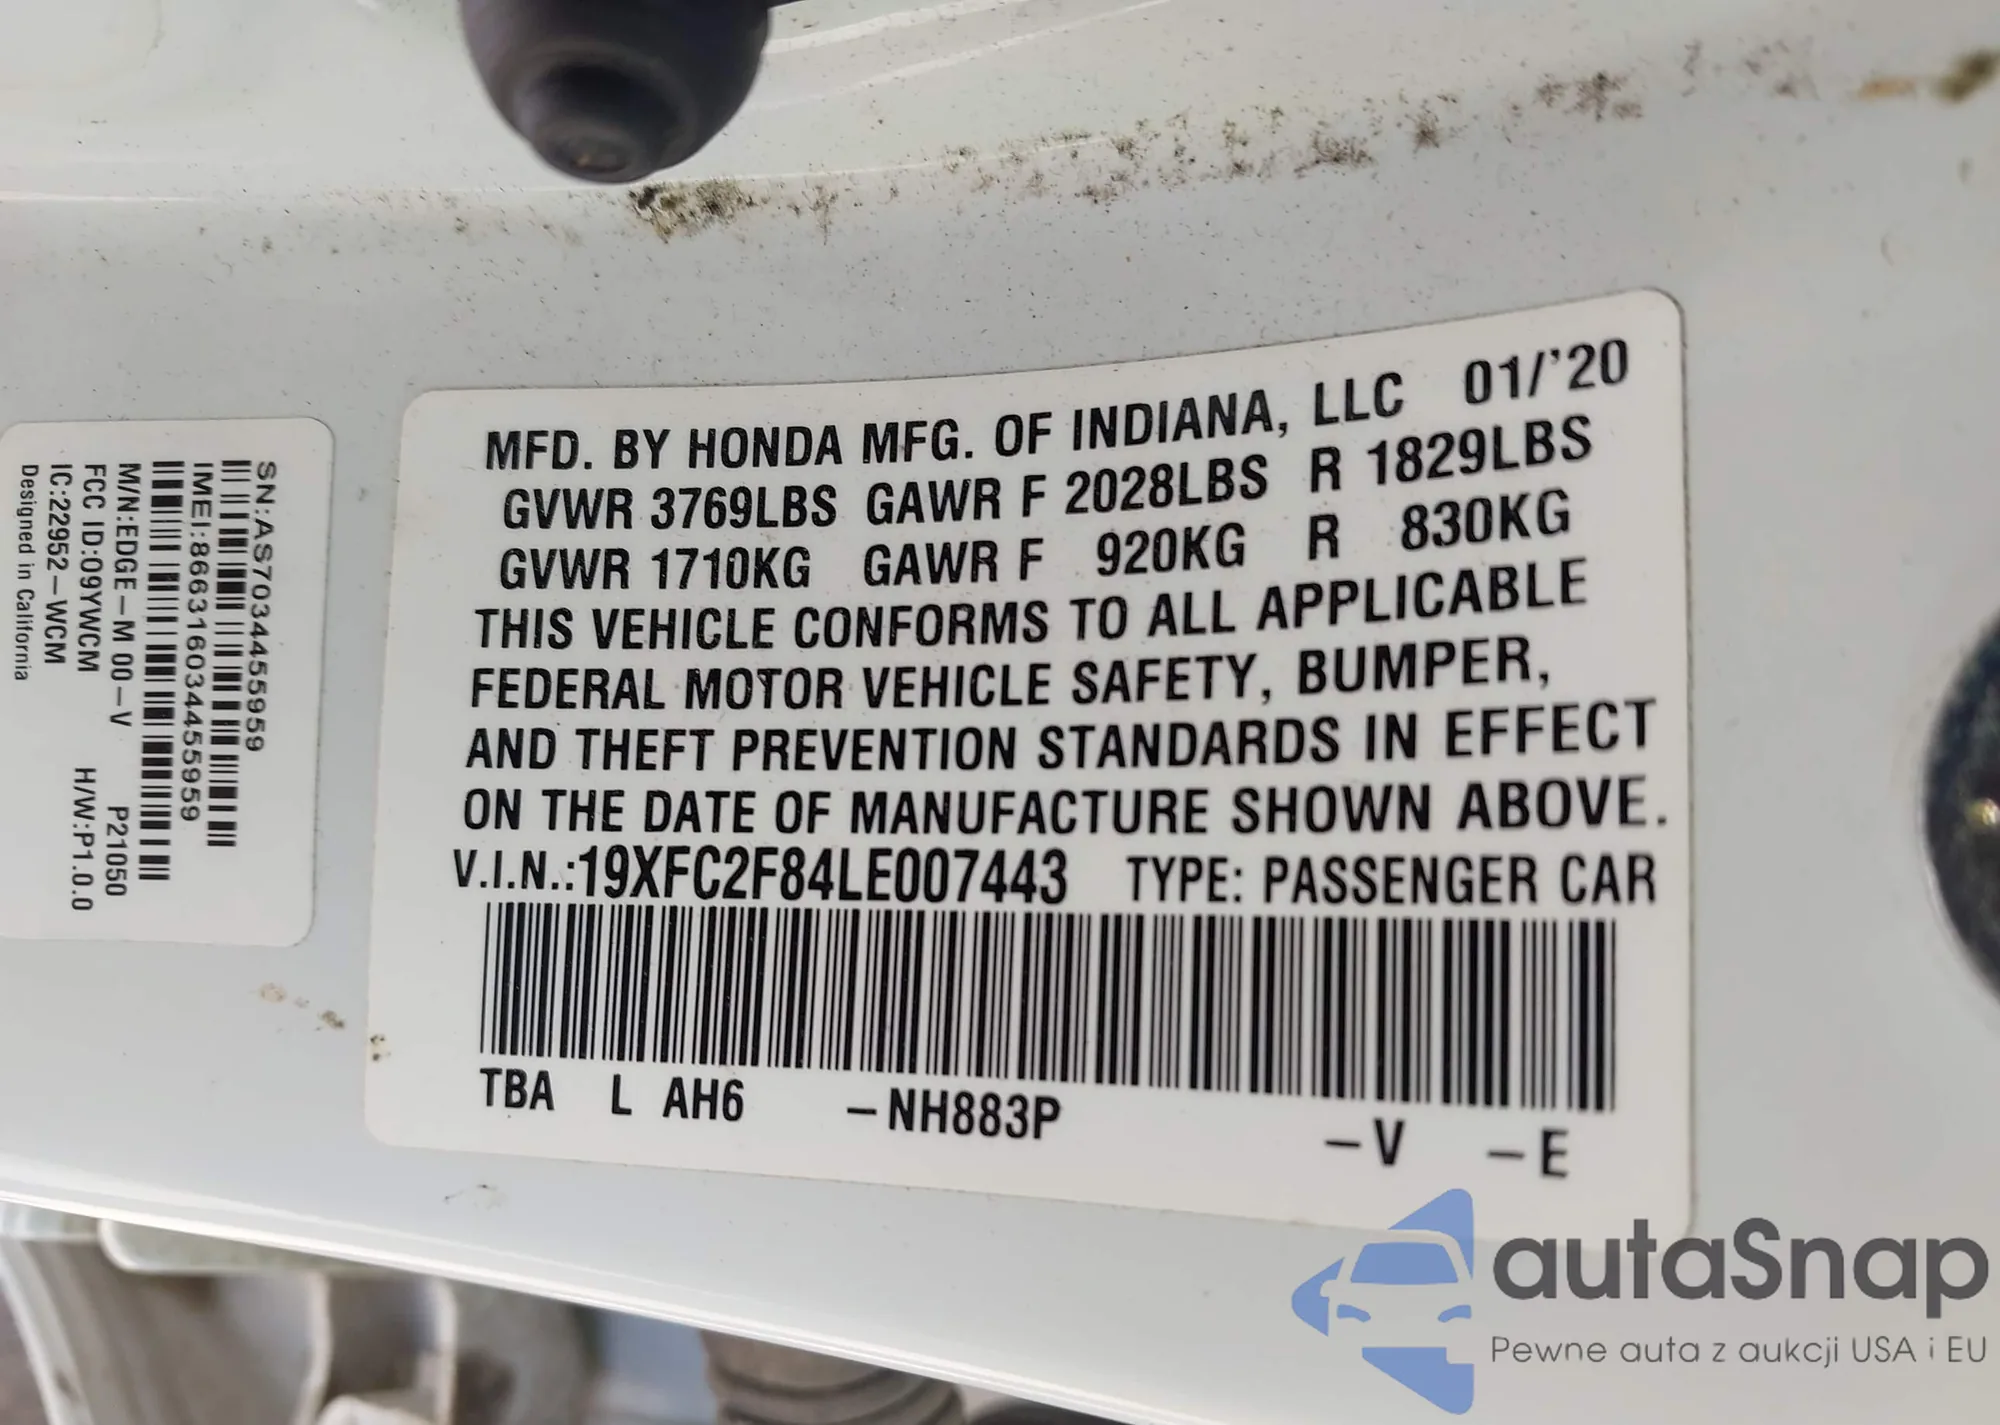 SN:AS7034455959
IMEI:866316034455959
M/N:EDGE-M 00-V P21050
FCC ID:09YWCM H/W:P1.0.0
IC:22952-WCM
Designed in California
MFD. BY HONDA MFG. OF INDIANA, LLC 01/'20
GVWR 3769LBS GAWR F 2028LBS R 1829LBS
GVWR 1710KG GAWR F 920KG R 830KG
THIS VEHICLE CONFORMS TO ALL APPLICABLE
FEDERAL MOTOR VEHICLE SAFETY, BUMPER,
AND THEFT PREVENTION STANDARDS IN EFFECT
ON THE DATE OF MANUFACTURE SHOWN ABOVE.
V.I.N.:19XFC2F84LE007443 TYPE: PASSENGER CAR
TBA L AH6 -NH883P -V -E
autaSnap
Pewne auta z aukcji USA i EU